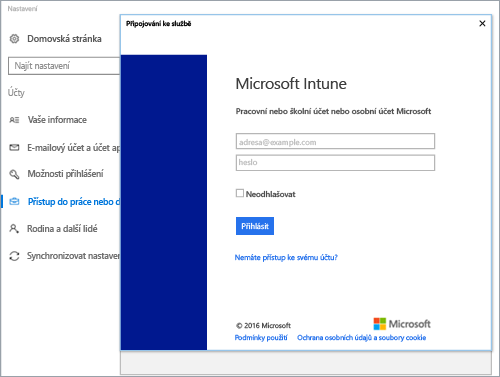 Nastavení
Domovská stránka
Najít nastavení
Účty
Vaše informace
E-mailový účet a účet ap
Možnosti přihlášení
Přístup do práce nebo d
Rodina a další lidé
Synchronizovat nastaven
Připojování ke službě
Microsoft Intune
Pracovní nebo školní účet nebo osobní účet Microsoft
adresa@example.com
heslo
Neodhlašovat
Přihlásit
Nemáte přístup ke svému účtu?
© 2016 Microsoft
Microsoft
Podmínky použití Ochrana osobních údajů a soubory cookie